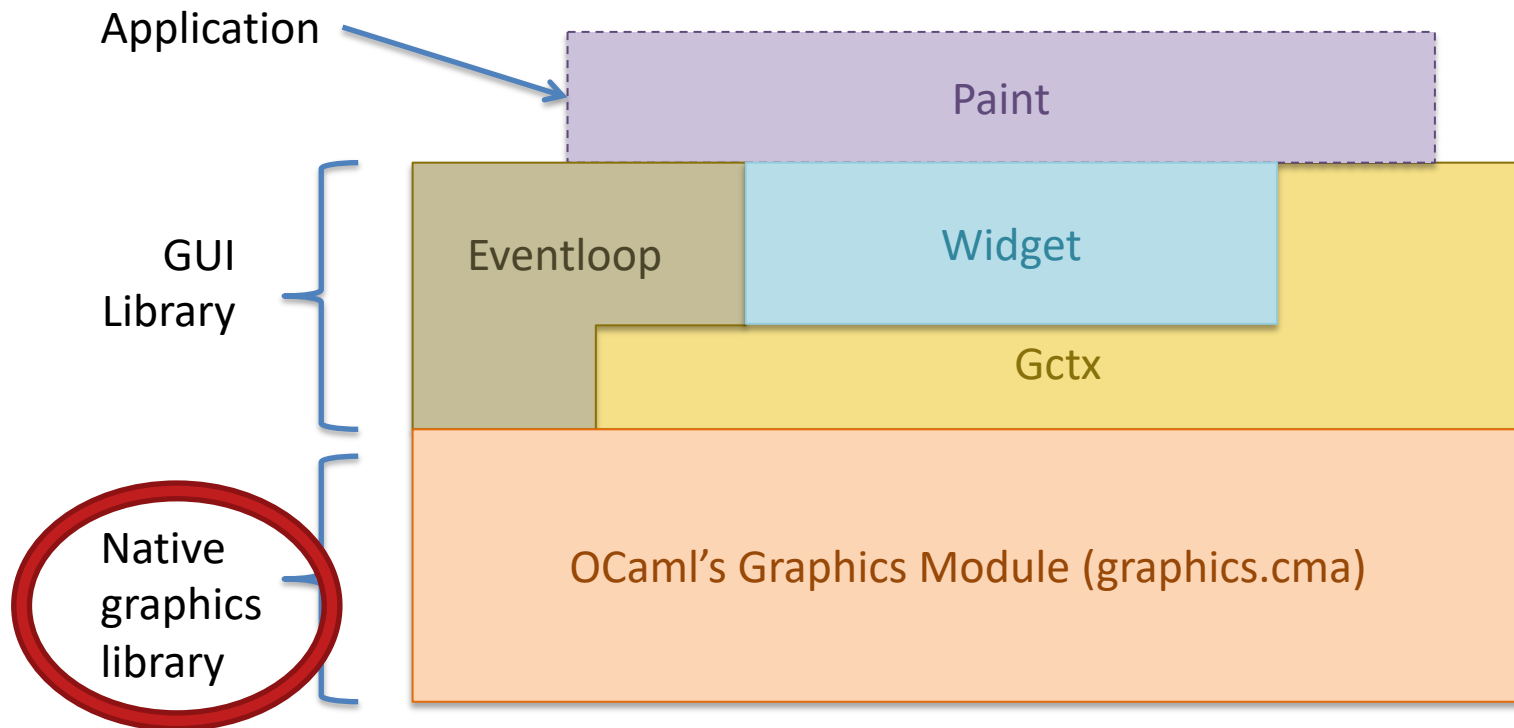 Application
Paint
GUI
Library
Eventloop
Widget
Gctx
Native
graphics
library
OCaml’s Graphics Module (graphics.cma)